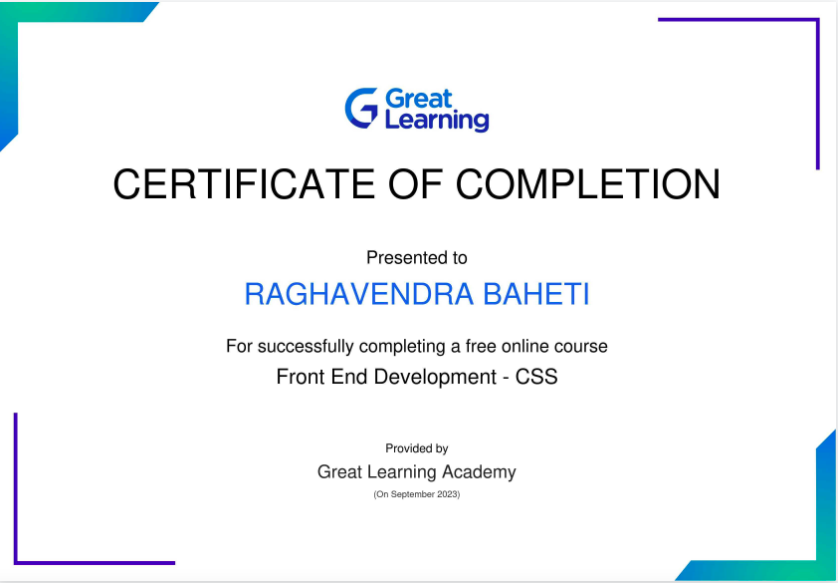 Great
Learning
CERTIFICATE OF COMPLETION
Presented to
RAGHAVENDRA BAHETI
For successfully completing a free online course
Front End Development - CSS
Provided by
Great Learning Academy
(On September 2023)